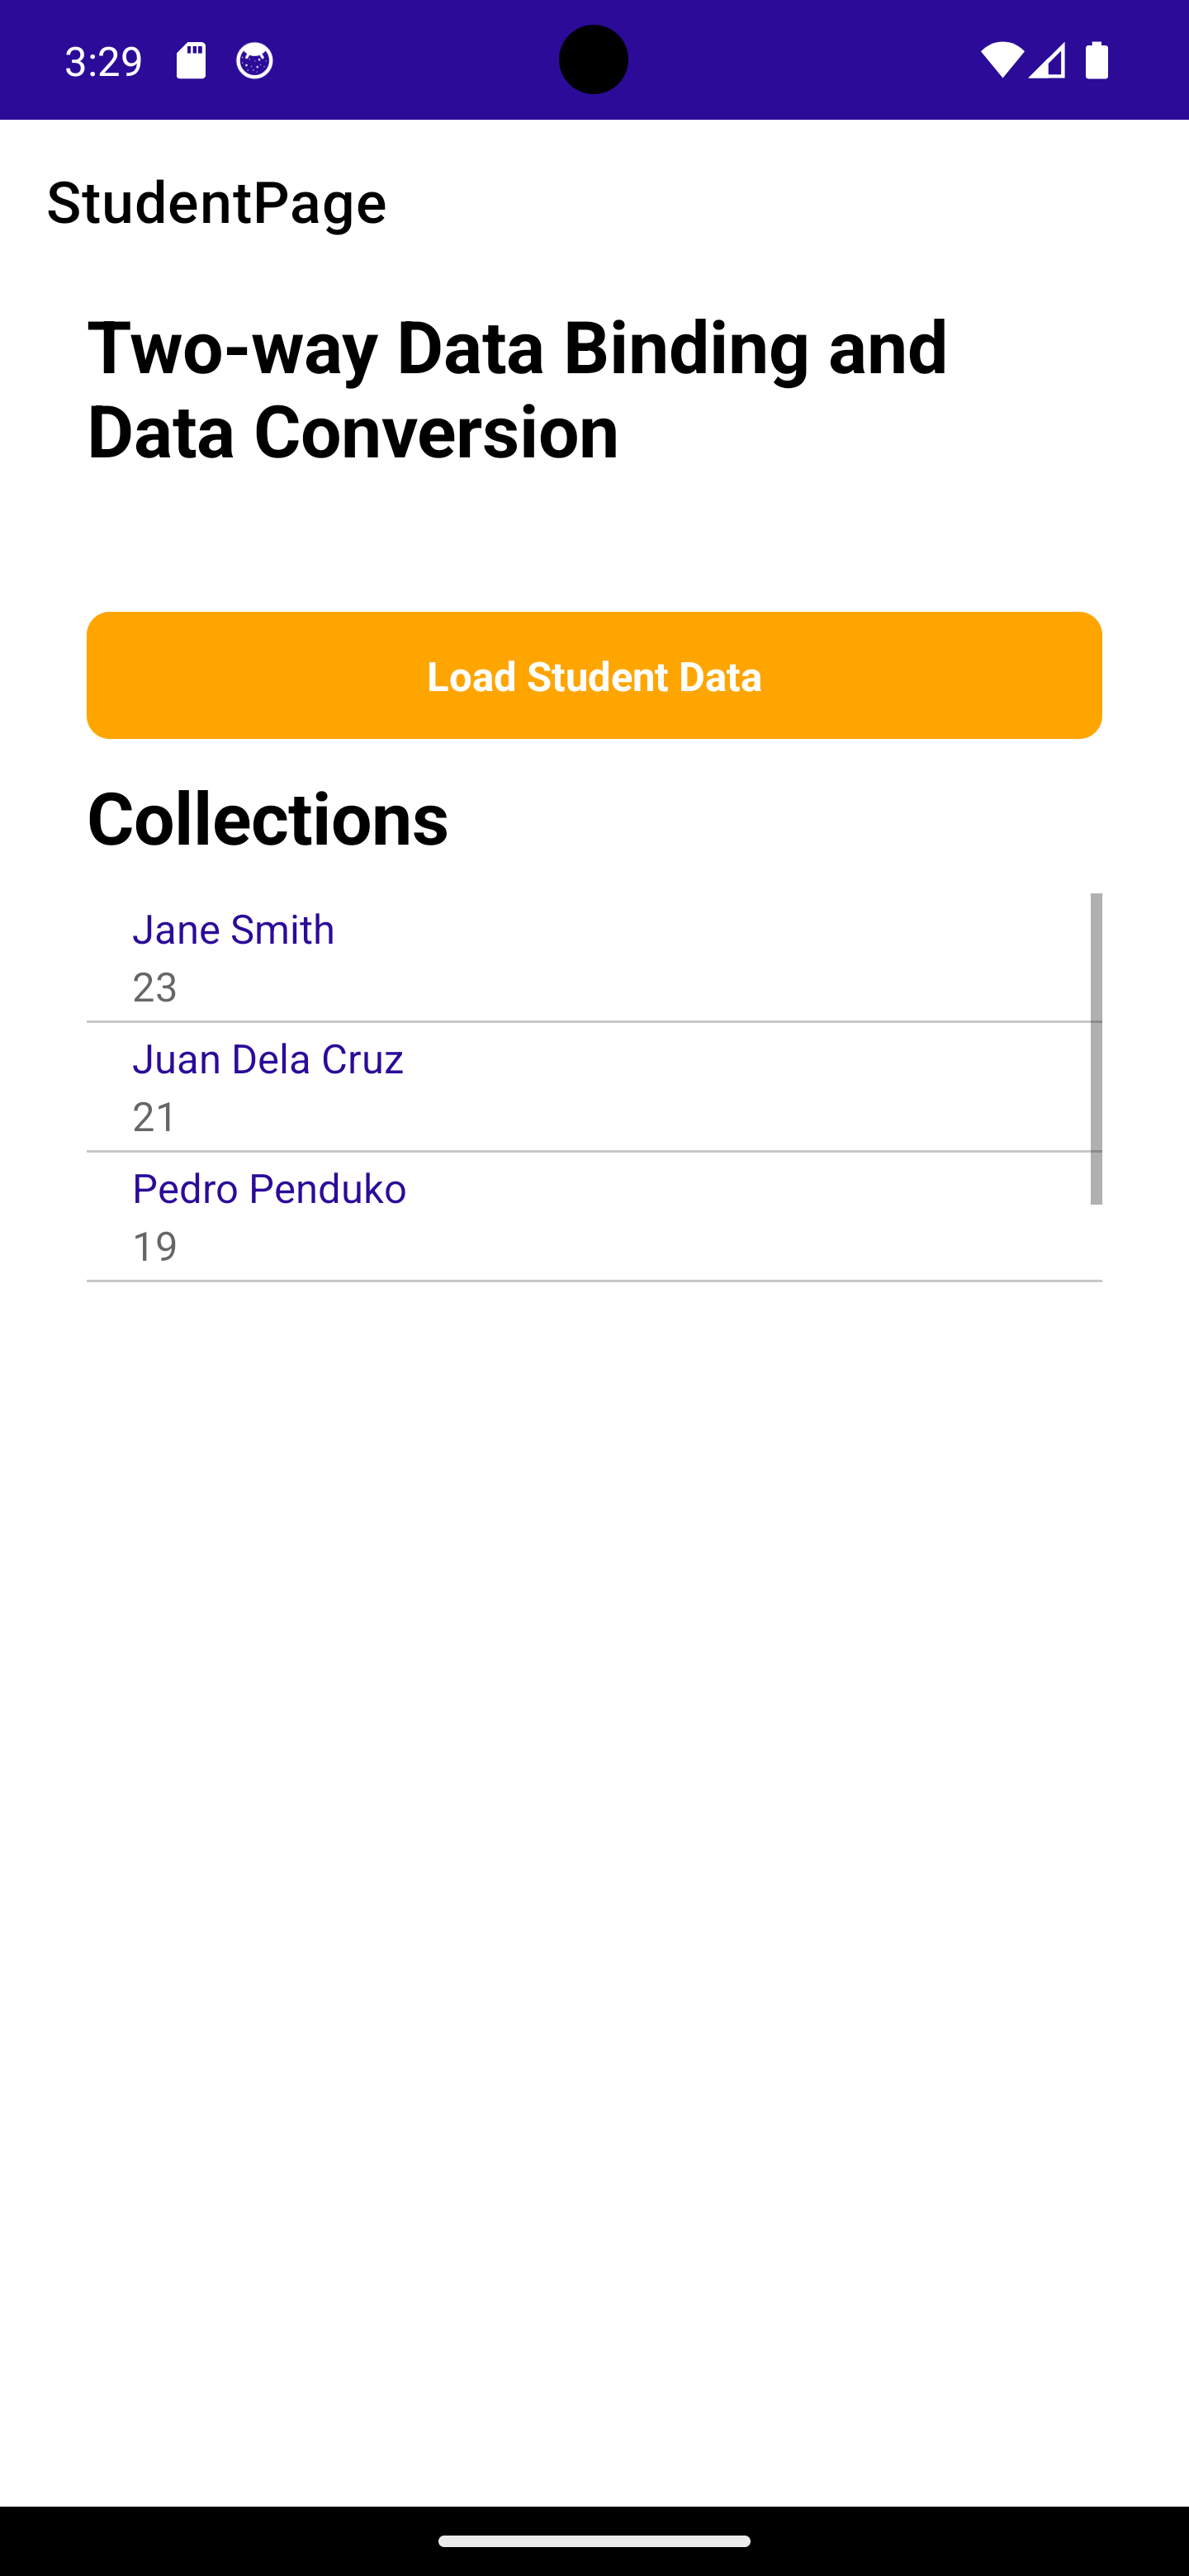 3:29
StudentPage
Two-way Data Binding and
Data Conversion
Load Student Data
Collections
Jane Smith
23
Juan Dela Cruz
21
Pedro Penduko
19